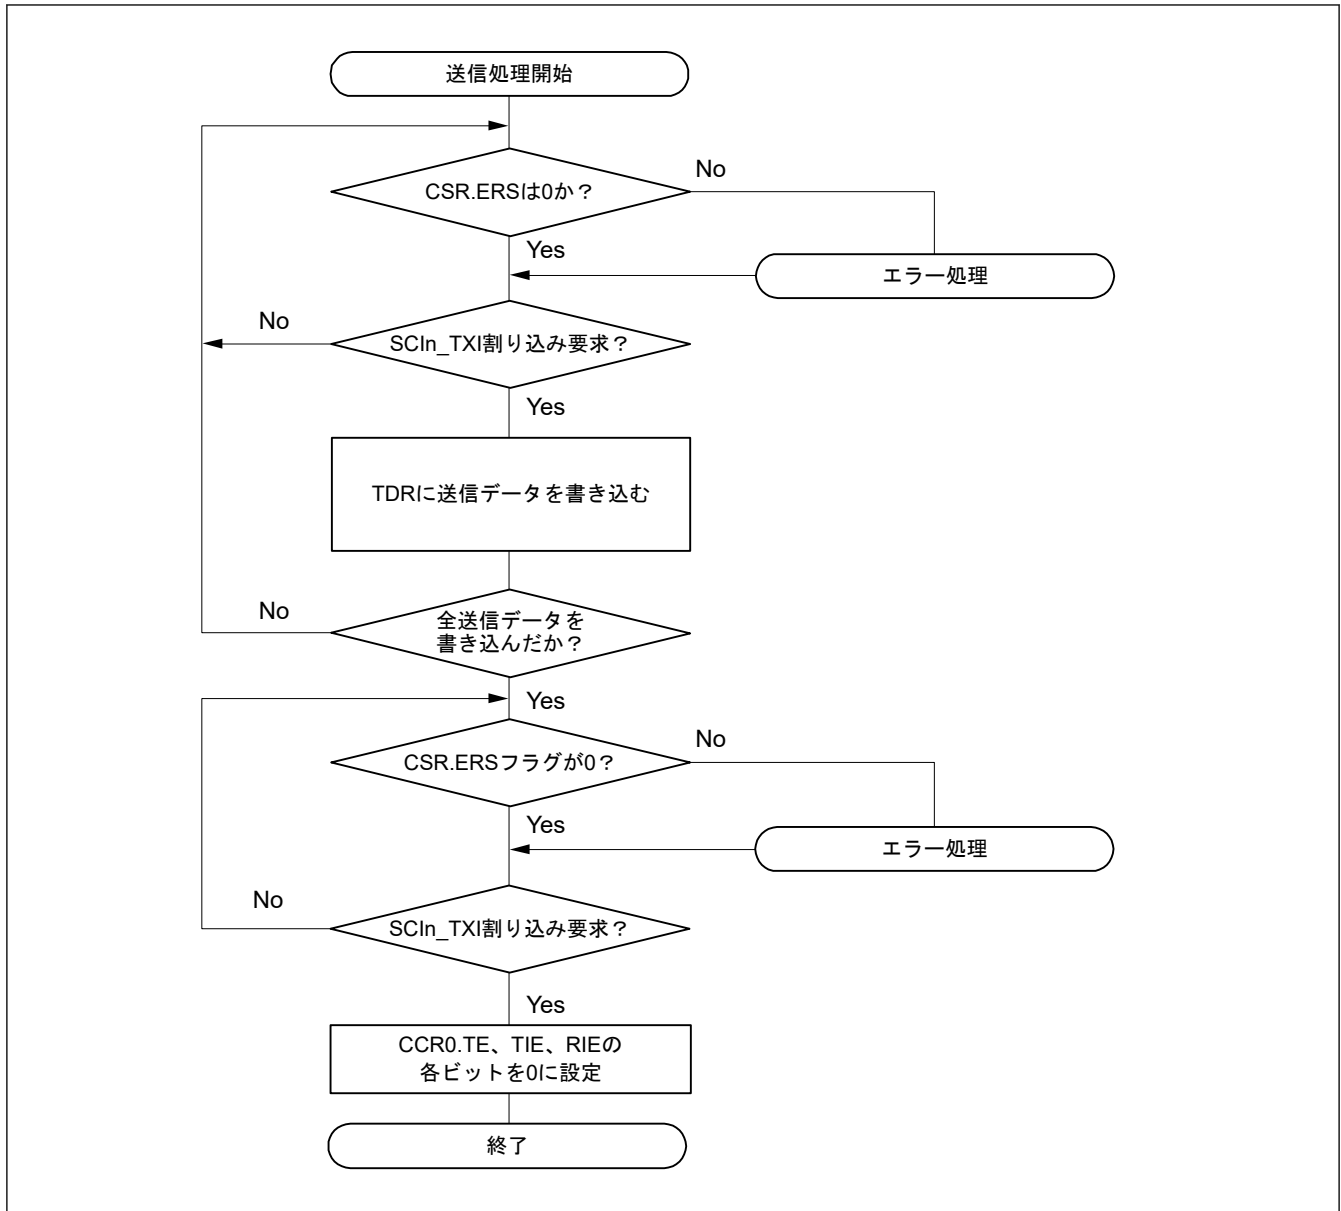 送信処理開始
CSR.ERSは0か？
No
Yes
エラー処理
No
SCIn_TXI割り込み要求？
Yes
TDRに送信データを書き込む
No
全送信データを
書き込んだか？
Yes
CSR.ERSフラグが0？
No
Yes
エラー処理
No
SCIn_TXI割り込み要求？
Yes
CCR0.TE、TIE、RIEの
各ビットを0に設定
終了